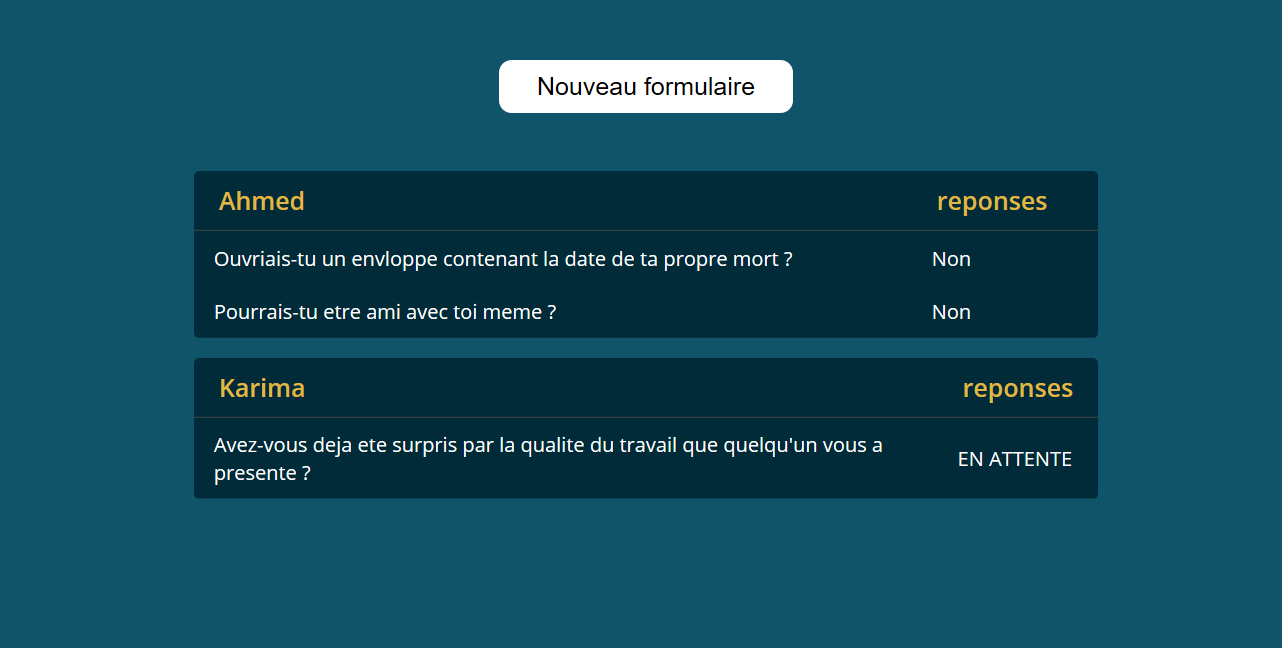 Nouveau formulaire
Ahmed reponses
Ouvriais-tu un envloppe contenant la date de ta propre mort ? Non
Pourrais-tu etre ami avec toi meme ? Non
Karima reponses
Avez-vous deja ete surpris par la qualite du travail que quelqu'un vous a
presente ?
EN ATTENTE